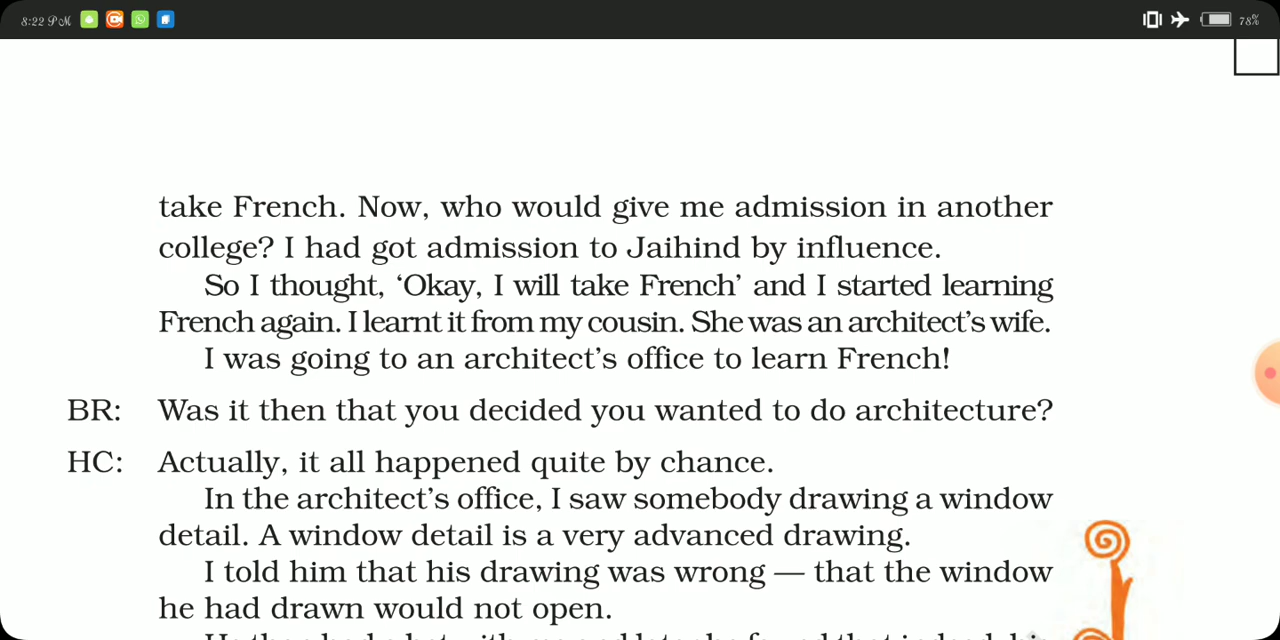 8:22 PM
78%
take French. Now, who would give me admission in another
college? I had got admission to Jaihind by influence.
So I thought, ‘Okay, I will take French’ and I started learning
French again. I learnt it from my cousin. She was an architect’s wife.
I was going to an architect’s office to learn French!
BR: Was it then that you decided you wanted to do architecture?
HC: Actually, it all happened quite by chance.
In the architect’s office, I saw somebody drawing a window
detail. A window detail is a very advanced drawing.
I told him that his drawing was wrong — that the window
he had drawn would not open.